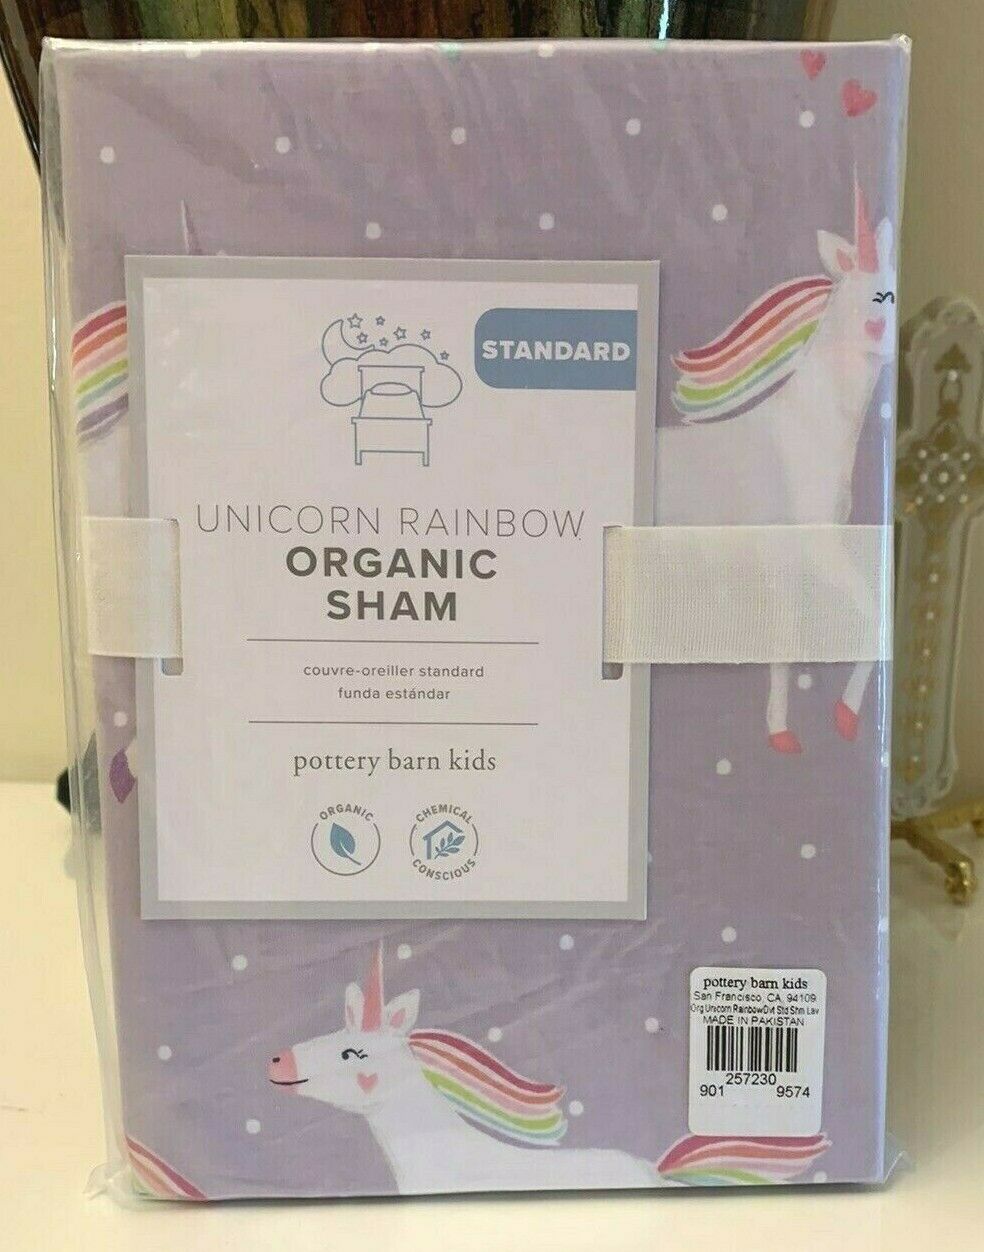 STANDARD
UNICORN RAINBOW
ORGANIC
SHAM
couvre-oreiller standard
funda estándar
pottery barn kids
ORGANIC
CHEMICAL
CONSCIOUS
pottery barn kids
San Francisco, CA. 94109
Org Unicorn RainbowDvt Std Shm Lav
MADE IN PAKISTAN
257230
901 9574